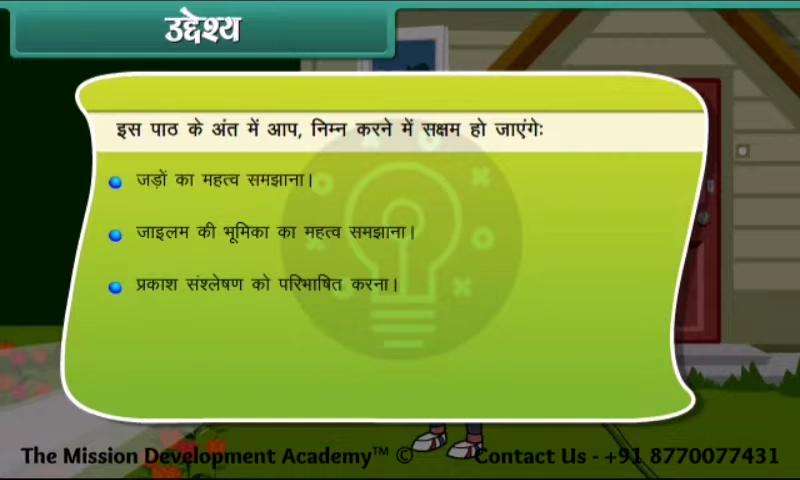 उद्देश्य
इस पाठ के अंत में आप, निम्न करने में सक्षम हो जाएंगेः
जड़ों का महत्व समझाना।
जाइलम की भूमिका का महत्व समझाना।
प्रकाश संश्लेषण को परिभाषित करना।
The Mission Development Academy™ © Contact Us - +91 8770077431